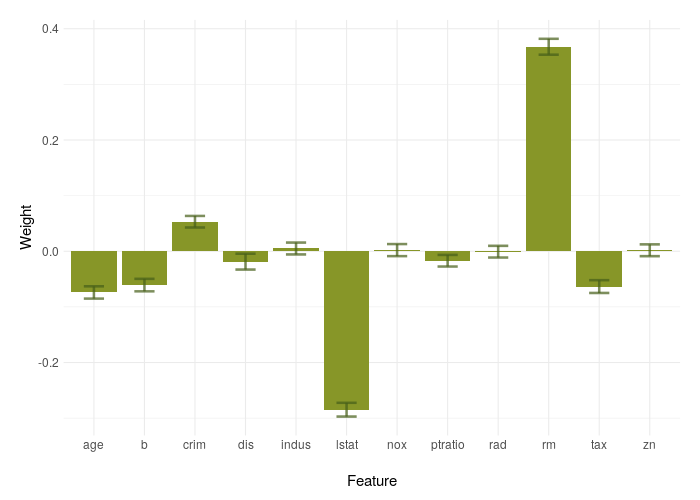 0.4
0.2
0.0
-0.2
Weight
age b crim dis indus lstat nox ptratio rad rm tax zn
Feature